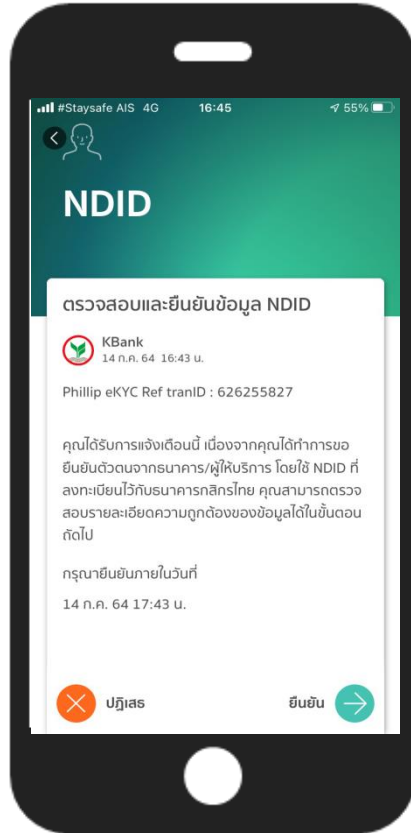 #Staysafe AIS 4G 16:45 55%
NDID
ตรวจสอบและยืนยันข้อมูล NDID
KBank
14 ก.ค. 64 16:43 น.
Phillip eKYC Ref tranID : 626255827
คุณได้รับการแจ้งเตือนนี้ เนื่องจากคุณได้ทำการขอ
ยืนยันตัวตนจากธนาคาร/ผู้ให้บริการ โดยใช้ NDID ที่
ลงทะเบียนไว้กับธนาคารกสิกรไทย คุณสามารถตรวจ
สอบรายละเอียดความถูกต้องของข้อมูลได้ในขั้นตอน
ถัดไป
กรุณายืนยันภายในวันที่
14 ก.ค. 64 17:43 น.
ปฏิเสธ ยืนยัน